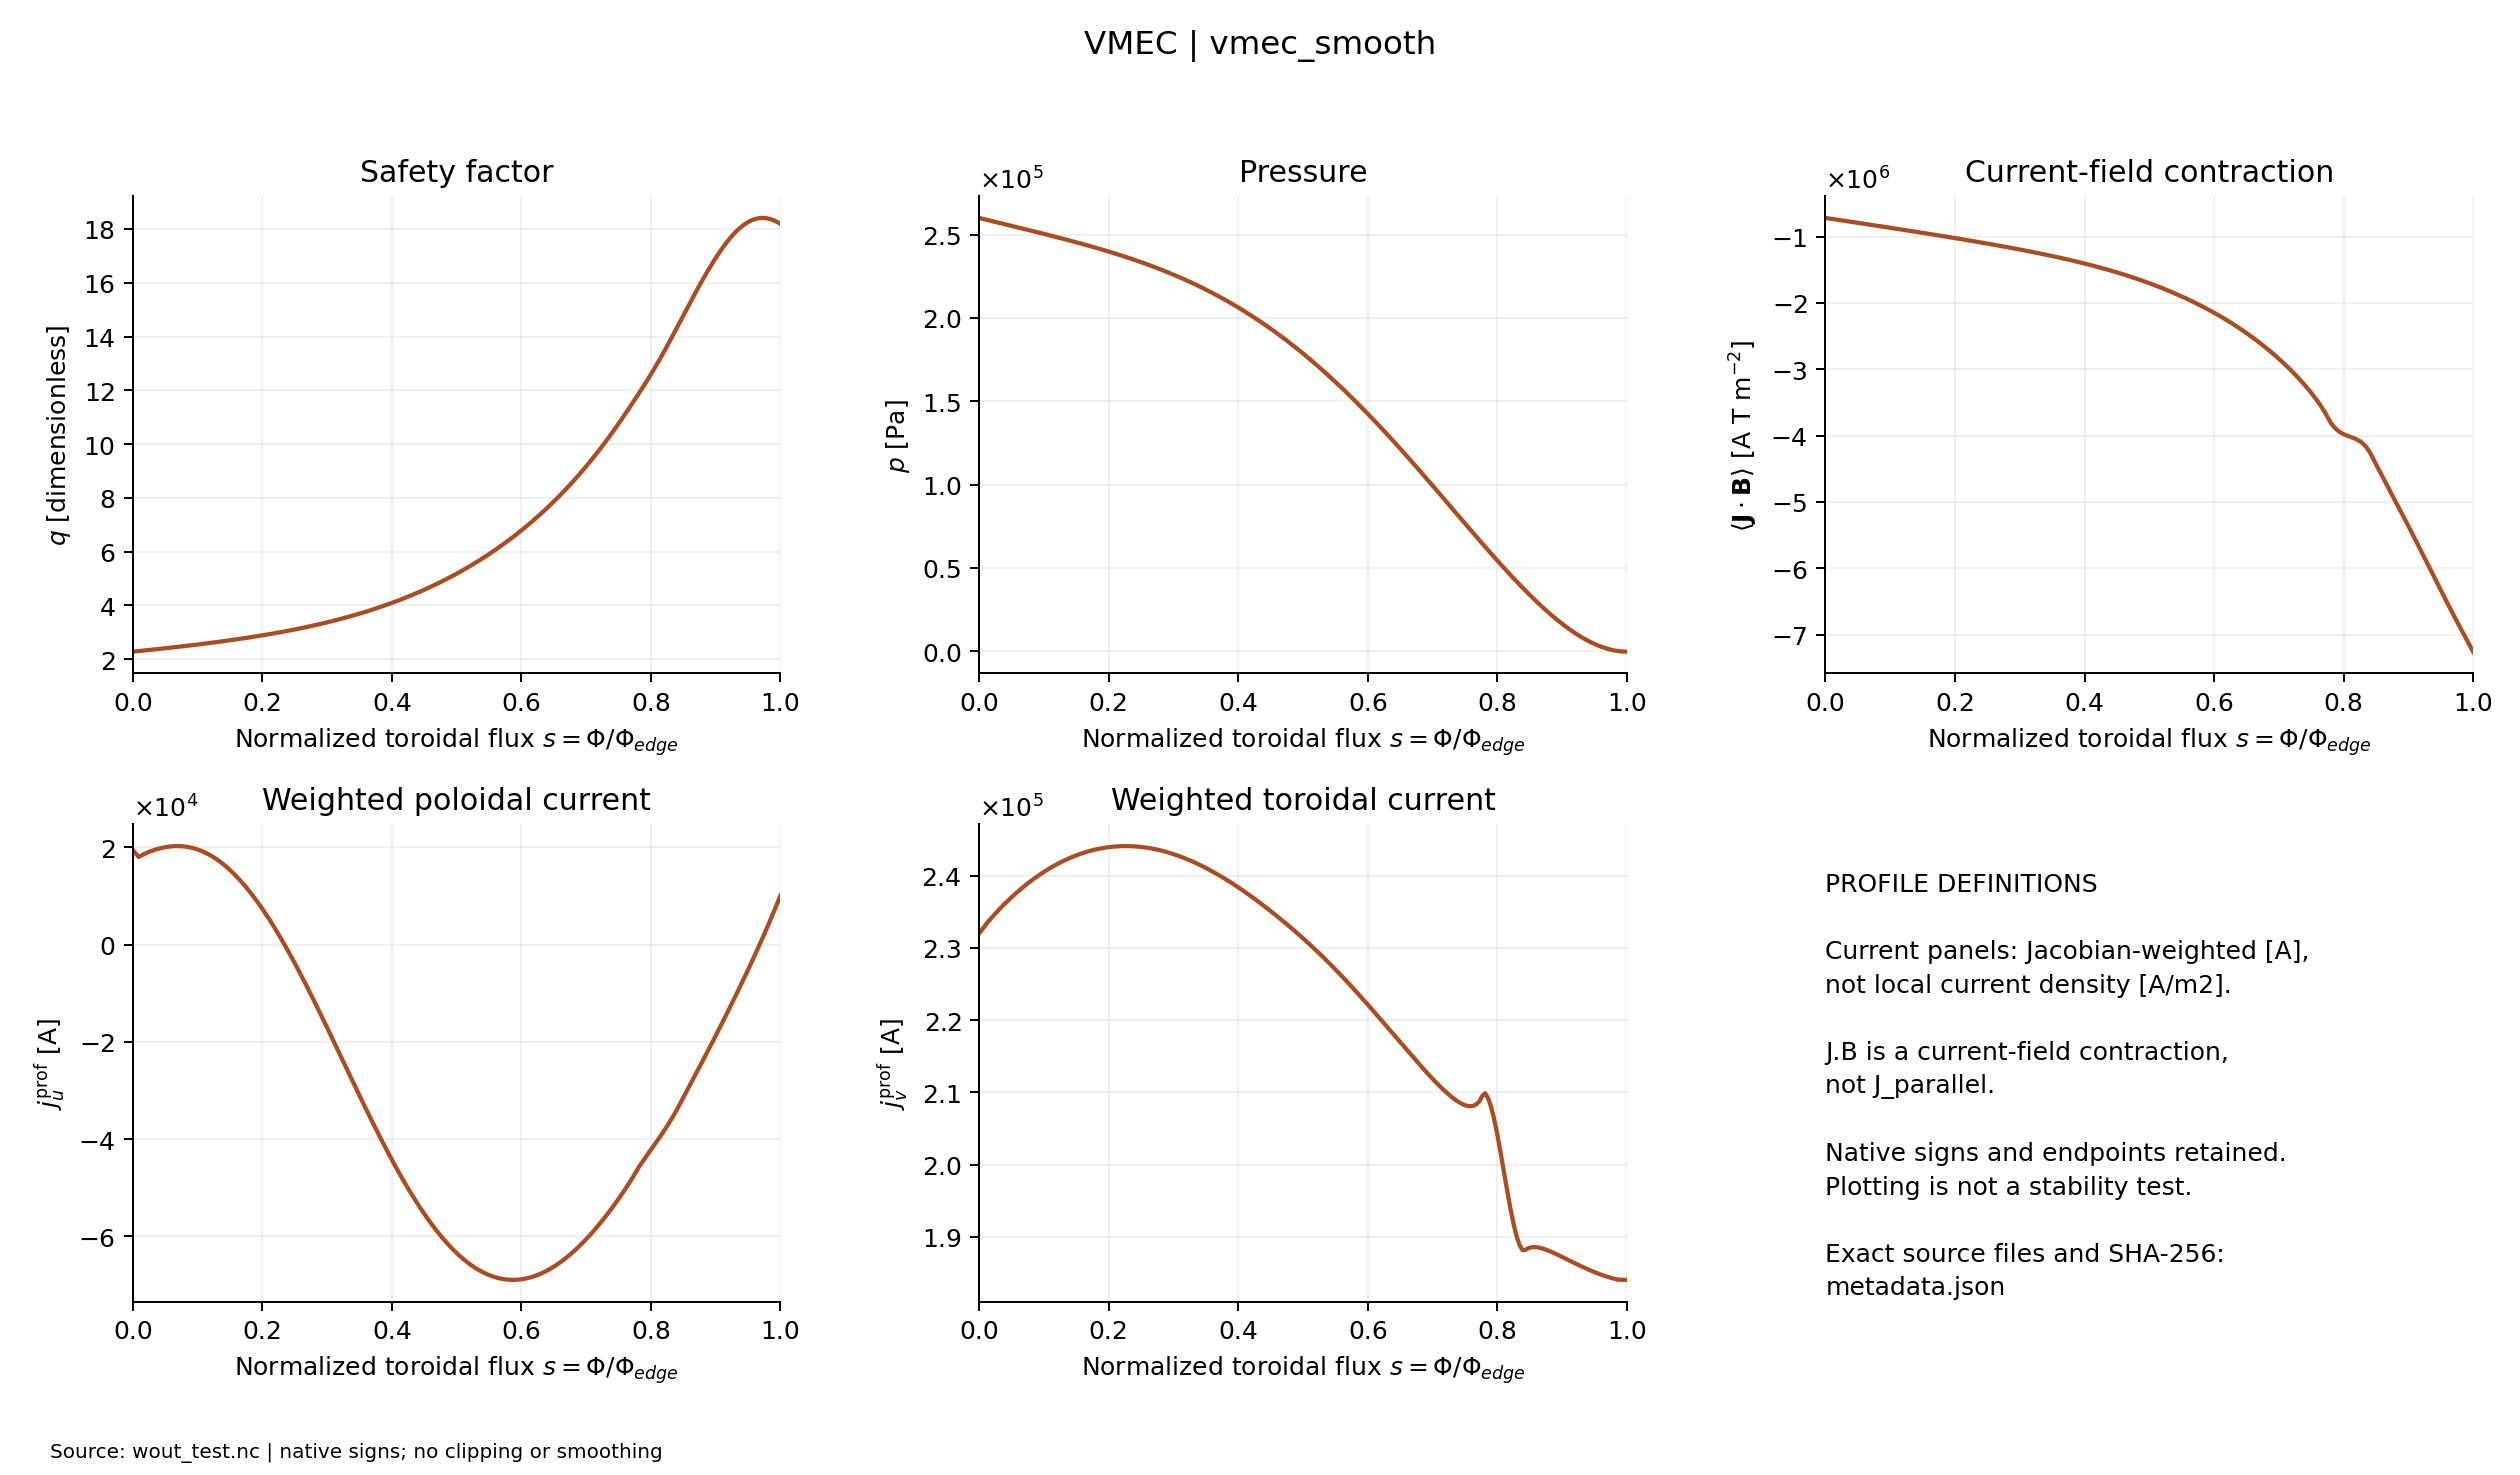 VMEC | vmec_smooth
Safety factor
18
16
14
12
10
8
6
4
2
q [dimensionless]
0.0 0.2 0.4 0.6 0.8 1.0
Normalized toroidal flux s = Φ/Φ_edge
Pressure
×10⁵
2.5
2.0
1.5
1.0
0.5
0.0
p [Pa]
0.0 0.2 0.4 0.6 0.8 1.0
Normalized toroidal flux s = Φ/Φ_edge
Current-field contraction
×10⁶
−1
−2
−3
−4
−5
−6
−7
⟨J · B⟩ [A T m⁻²]
0.0 0.2 0.4 0.6 0.8 1.0
Normalized toroidal flux s = Φ/Φ_edge
Weighted poloidal current
×10⁴
2
0
−2
−4
−6
j_u^prof [A]
0.0 0.2 0.4 0.6 0.8 1.0
Normalized toroidal flux s = Φ/Φ_edge
Weighted toroidal current
×10⁵
2.4
2.3
2.2
2.1
2.0
1.9
j_v^prof [A]
0.0 0.2 0.4 0.6 0.8 1.0
Normalized toroidal flux s = Φ/Φ_edge
PROFILE DEFINITIONS
Current panels: Jacobian-weighted [A],
not local current density [A/m2].
J.B is a current-field contraction,
not J_parallel.
Native signs and endpoints retained.
Plotting is not a stability test.
Exact source files and SHA-256:
metadata.json
Source: wout_test.nc | native signs; no clipping or smoothing